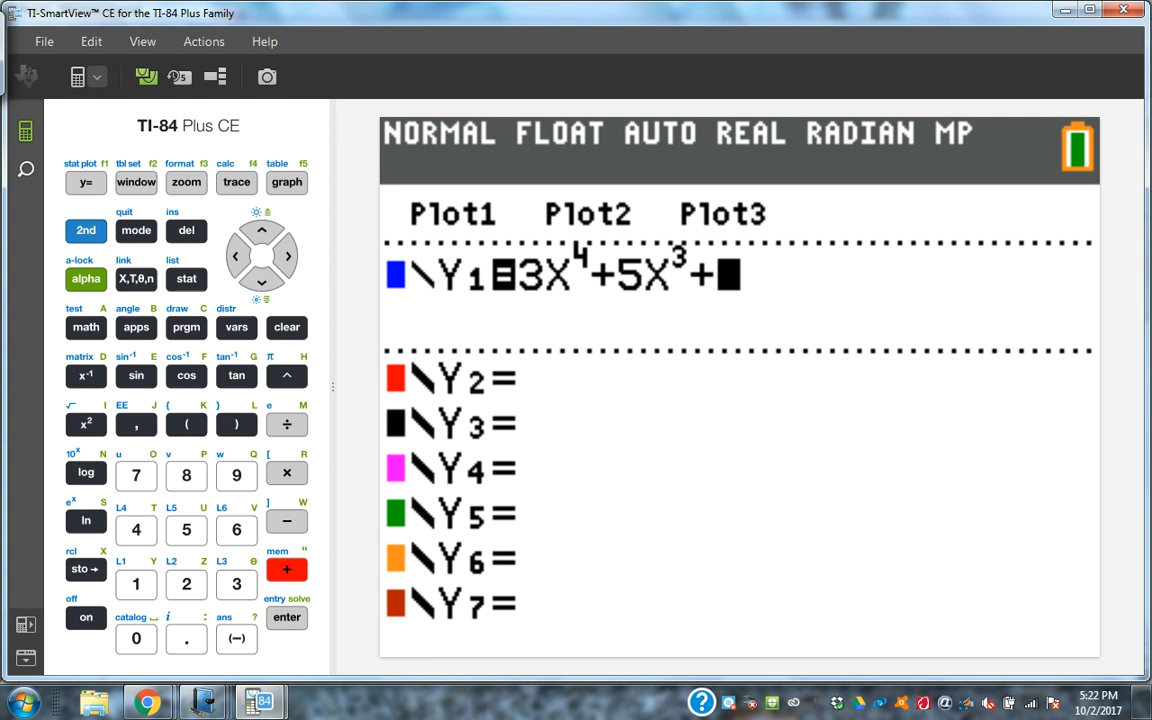 TI-SmartView™ CE for the TI-84 Plus Family
File Edit View Actions Help
TI-84 Plus CE
stat plot f1 tbl set f2 format f3 calc f4 table f5
y= window zoom trace graph
quit ins
2nd mode del
a-lock link list
alpha X,T,θ,n stat
test A angle B draw C distr
math apps prgm vars clear
matrix D sin⁻¹ E cos⁻¹ F tan⁻¹ G π H
x⁻¹ sin cos tan ^
√ I EE J { K } L e M
x² , ( ) ÷
10ˣ N u O v P w Q [ R
log 7 8 9 ×
eˣ S L4 T L5 U L6 V ] W
ln 4 5 6 −
rcl X L1 Y L2 Z L3 θ mem "
sto→ 1 2 3 +
off catalog i : ans ? entry solve
on 0 . (−) enter
NORMAL FLOAT AUTO REAL RADIAN MP
Plot1 Plot2 Plot3
\Y1=3X⁴+5X³+
\Y2=
\Y3=
\Y4=
\Y5=
\Y6=
\Y7=
84
5:22 PM
10/2/2017